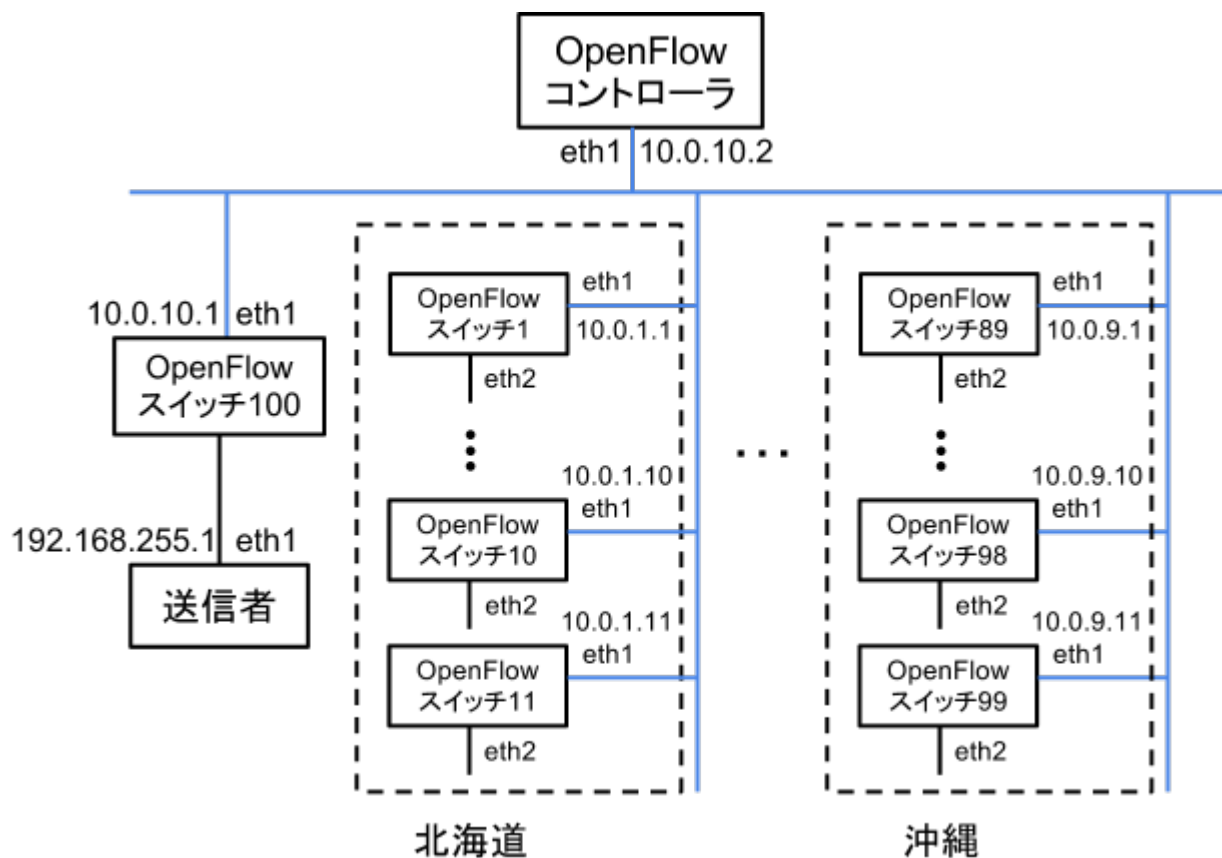 OpenFlow
コントローラ
eth1 10.0.10.2
10.0.10.1 eth1
OpenFlow
スイッチ100
192.168.255.1 eth1
送信者
OpenFlow
スイッチ1
eth1
10.0.1.1
eth2
10.0.1.10
OpenFlow
スイッチ10
eth1
eth2
10.0.1.11
OpenFlow
スイッチ11
eth1
eth2
北海道
...
OpenFlow
スイッチ89
eth1
10.0.9.1
eth2
10.0.9.10
OpenFlow
スイッチ98
eth1
eth2
10.0.9.11
OpenFlow
スイッチ99
eth1
eth2
沖縄